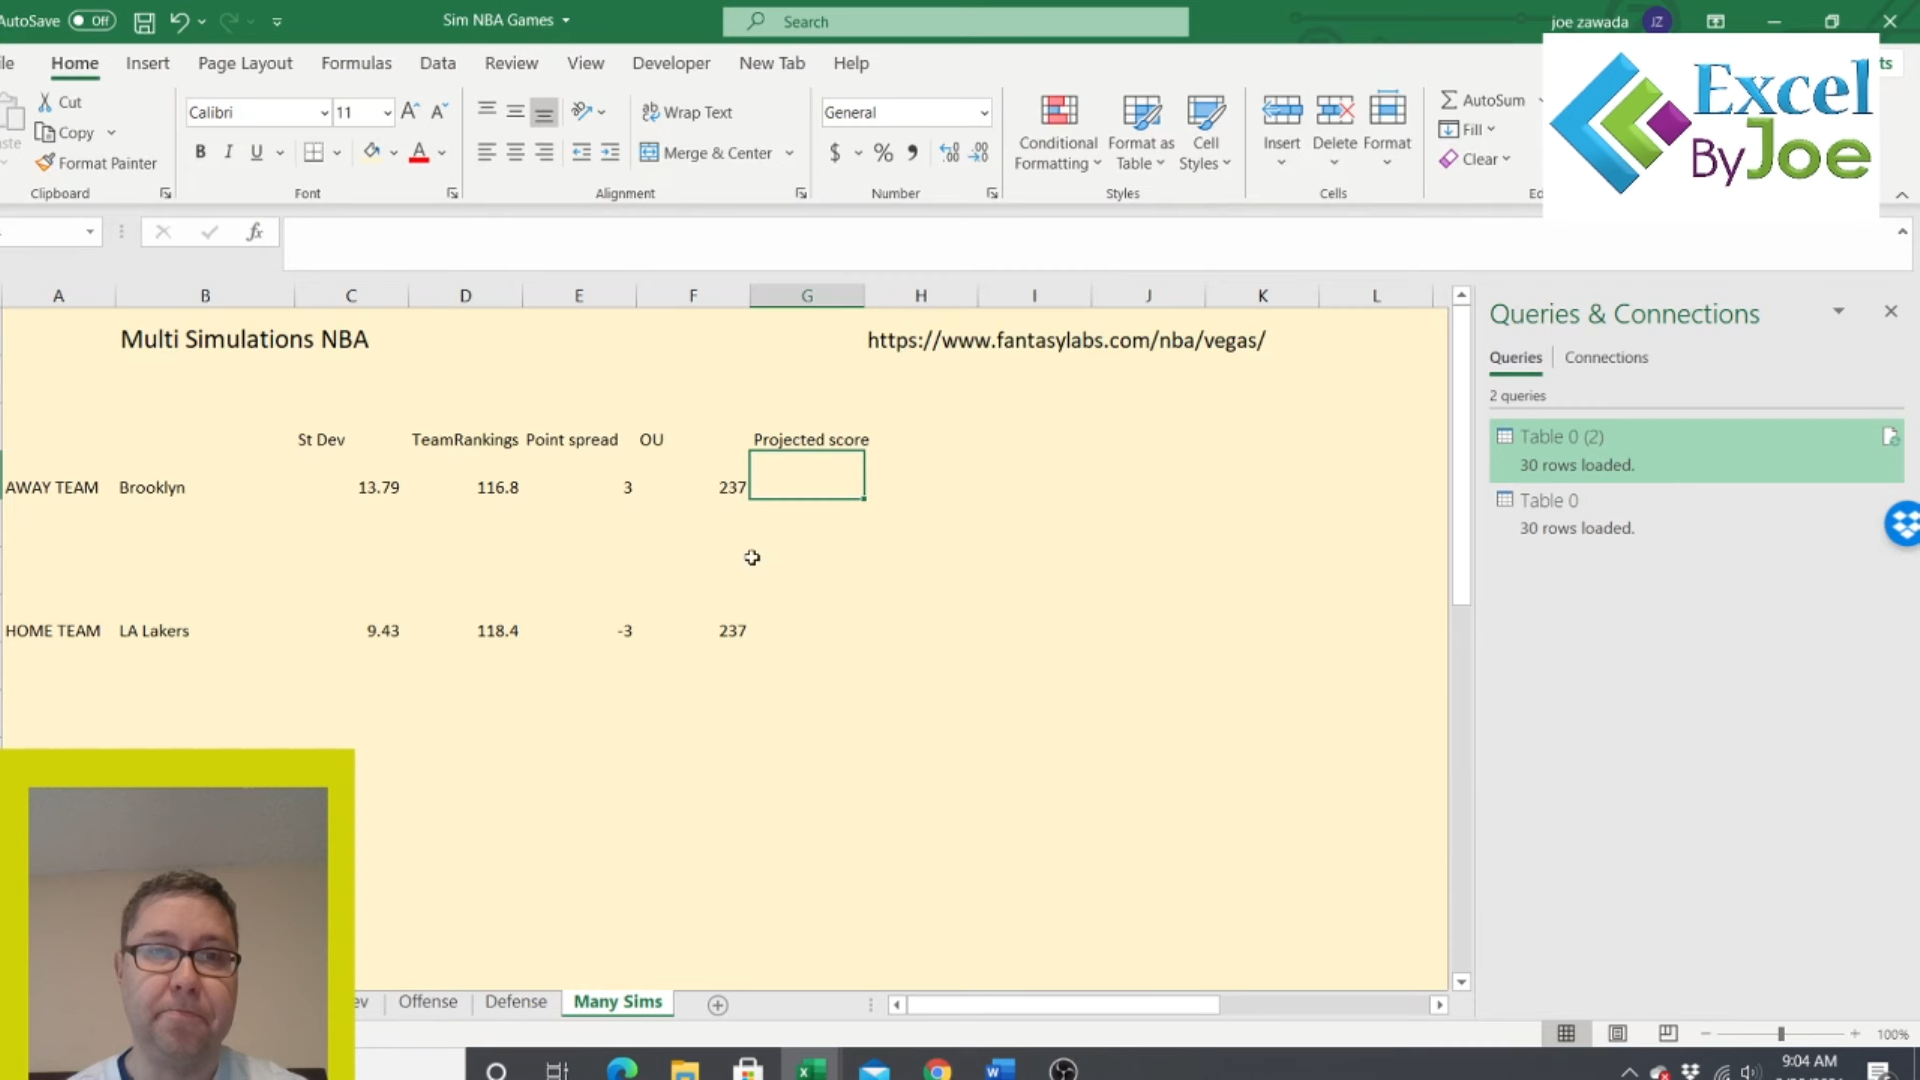 AutoSave Off Sim NBA Games Search joe zawada JZ
Home Insert Page Layout Formulas Data Review View Developer New Tab Help
Excel
ByJoe
Cut
Copy
Format Painter
Clipboard
Calibri 11
B I U
Font
Wrap Text
Merge & Center
Alignment
General
$ % ,
Number
Conditional Formatting
Format as Table
Cell Styles
Styles
Insert Delete Format
Cells
AutoSum
Fill
Clear
fx
A B C D E F G H I J K L
Multi Simulations NBA https://www.fantasylabs.com/nba/vegas/
St Dev TeamRankings Point spread OU Projected score
AWAY TEAM Brooklyn 13.79 116.8 3 237
HOME TEAM LA Lakers 9.43 118.4 -3 237
Queries & Connections
Queries Connections
2 queries
Table 0 (2)
30 rows loaded.
Table 0
30 rows loaded.
Offense Defense Many Sims
100%
9:04 AM